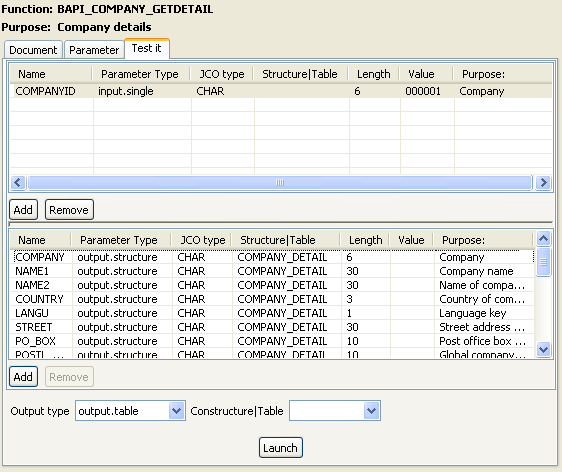 Function: BAPI_COMPANY_GETDETAIL
Purpose: Company details
Document Parameter Test it
Name Parameter Type JCO type Structure|Table Length Value Purpose:
COMPANYID input.single CHAR 6 000001 Company
Add Remove
Name Parameter Type JCO type Structure|Table Length Value Purpose:
COMPANY output.structure CHAR COMPANY_DETAIL 6 Company
NAME1 output.structure CHAR COMPANY_DETAIL 30 Company name
NAME2 output.structure CHAR COMPANY_DETAIL 30 Name of compa...
COUNTRY output.structure CHAR COMPANY_DETAIL 3 Country of com...
LANGU output.structure CHAR COMPANY_DETAIL 1 Language key
STREET output.structure CHAR COMPANY_DETAIL 30 Street address ...
PO_BOX output.structure CHAR COMPANY_DETAIL 10 Post office box ...
POSTL_... output.structure CHAR COMPANY_DETAIL 10 Global company...
Add Remove
Output type output.table Constructure|Table
Launch